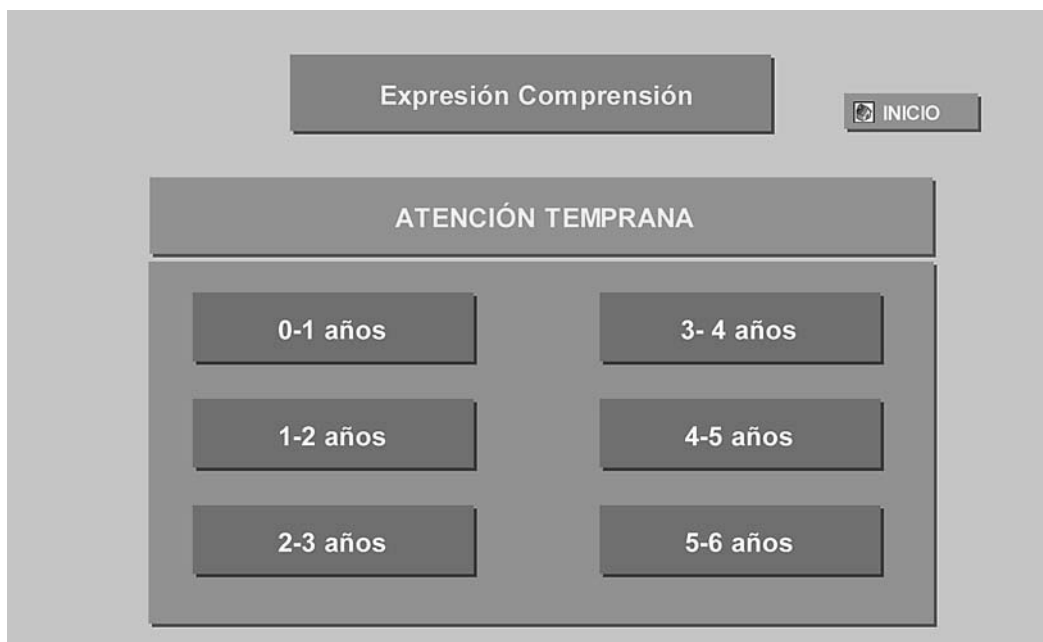 Expresión Comprensión
INICIO
ATENCIÓN TEMPRANA
0-1 años
3- 4 años
1-2 años
4-5 años
2-3 años
5-6 años